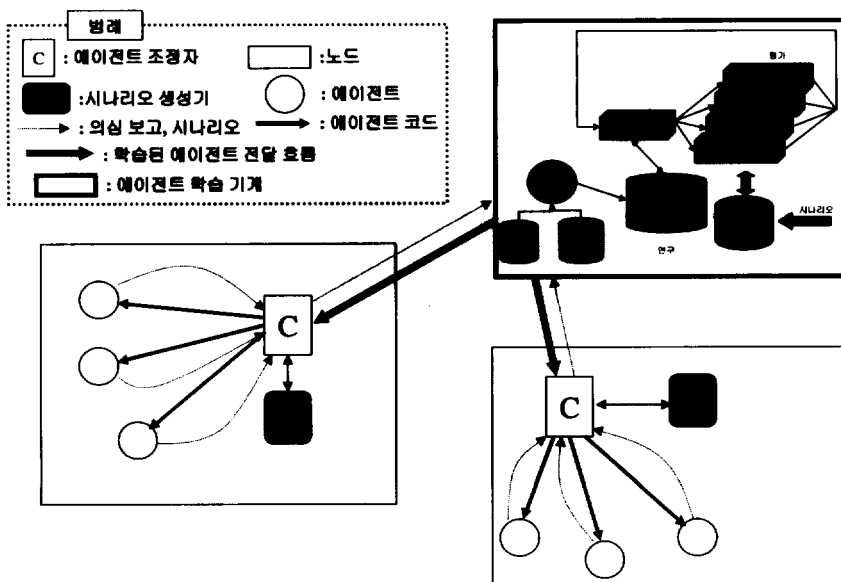 범례
C : 에이전트 조정자
:노드
:시나리오 생성기
: 에이전트
: 의심 보고, 시나리오
: 에이전트 코드
: 학습된 에이전트 전달 흐름
: 에이전트 학습 기계
평가
시나리오
연구
C
C